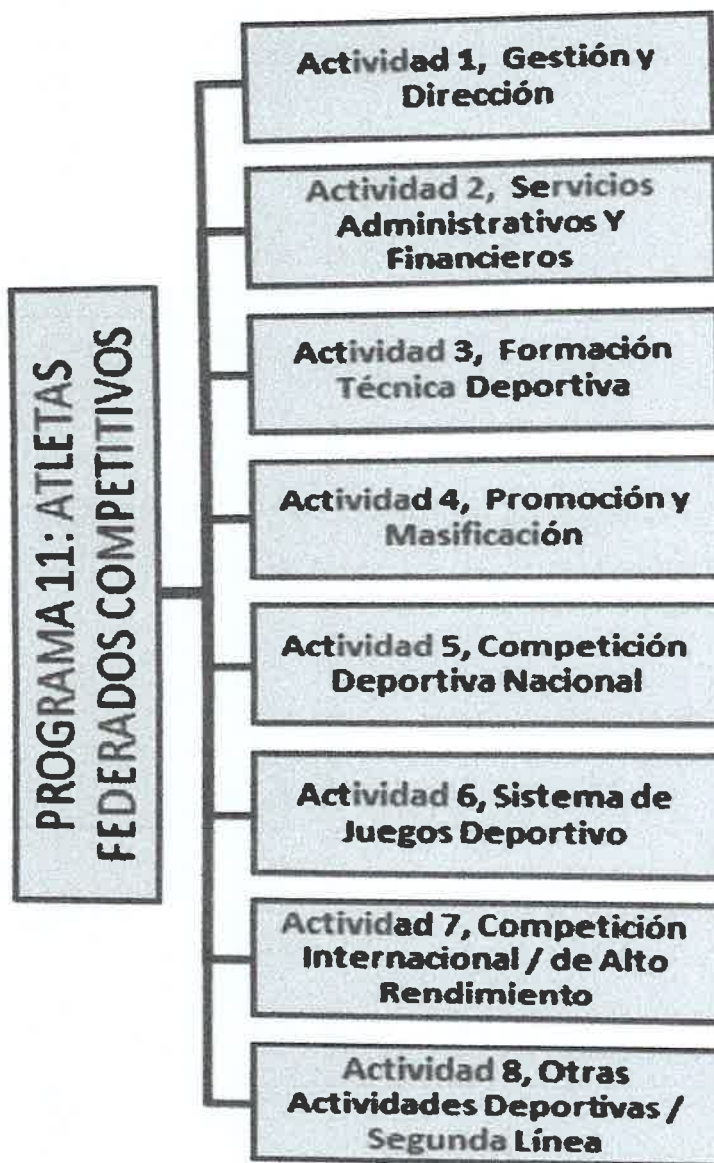 PROGRAMA 11: ATLETAS
FEDERADOS COMPETITIVOS
Actividad 1, Gestión y
Dirección
Actividad 2, Servicios
Administrativos Y
Financieros
Actividad 3, Formación
Técnica Deportiva
Actividad 4, Promoción y
Masificación
Actividad 5, Competición
Deportiva Nacional
Actividad 6, Sistema de
Juegos Deportivo
Actividad 7, Competición
Internacional / de Alto
Rendimiento
Actividad 8, Otras
Actividades Deportivas /
Segunda Línea